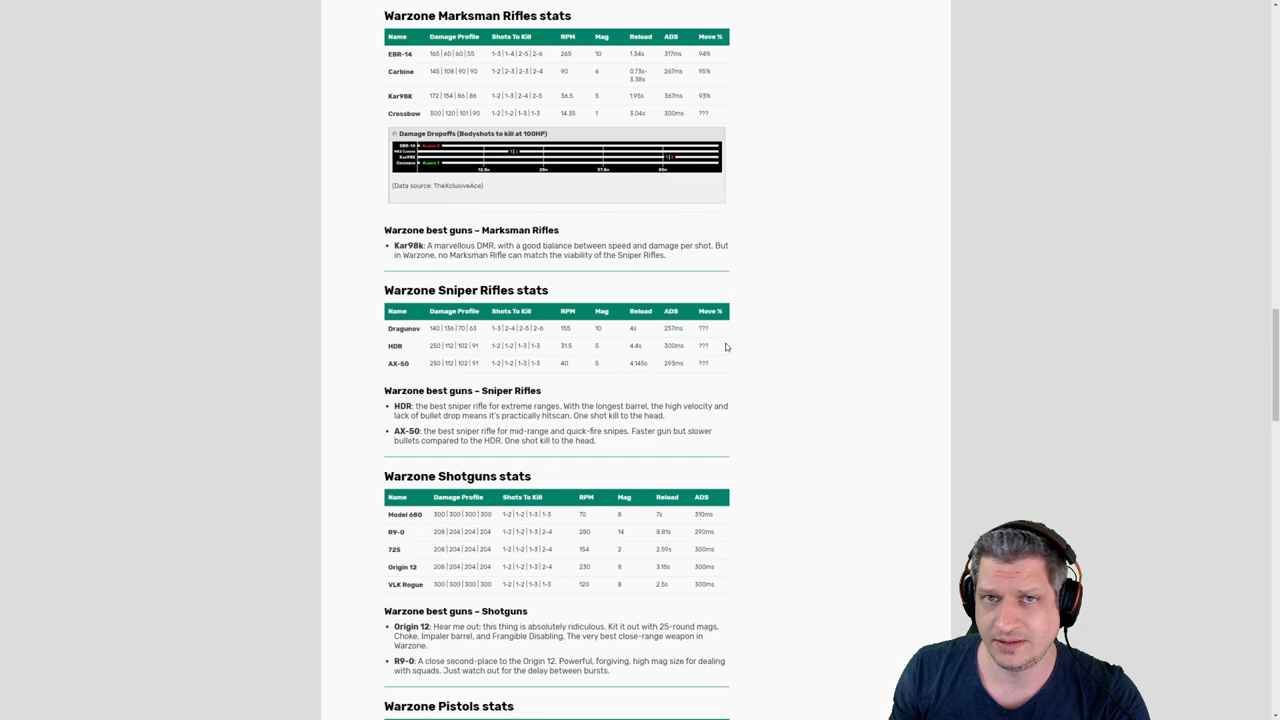 Warzone Marksman Rifles stats
Name Damage Profile Shots To Kill RPM Mag Reload ADS Move %
EBR-14 165 | 60 | 60 | 55 1-3 | 1-4 | 2-5 | 2-6 265 10 1.34s 317ms 94%
Carbine 145 | 108 | 90 | 90 1-2 | 2-3 | 2-3 | 2-4 90 6 0.73s- 267ms 95%
3.38s
Kar98K 172 | 154 | 86 | 86 1-2 | 1-3 | 2-4 | 2-5 36.5 5 1.95s 367ms 93%
Crossbow 300 | 120 | 101 | 90 1-2 | 1-2 | 1-3 | 1-3 14.35 1 3.04s 300ms ???
Damage Dropoffs (Bodyshots to kill at 100HP)
EBR-14
Kar98K
Crossbow
(Data source: TheXclusiveAce)
Warzone best guns – Marksman Rifles
• Kar98k: A marvellous DMR, with a good balance between speed and damage per shot. But
in Warzone, no Marksman Rifle can match the viability of the Sniper Rifles.
Warzone Sniper Rifles stats
Name Damage Profile Shots To Kill RPM Mag Reload ADS Move %
Dragunov 140 | 136 | 70 | 63 1-3 | 2-4 | 2-5 | 2-6 155 10 4s 257ms ???
HDR 250 | 112 | 102 | 91 1-2 | 1-2 | 1-3 | 1-3 31.5 5 4.4s 300ms ???
AX-50 250 | 112 | 102 | 91 1-2 | 1-2 | 1-3 | 1-3 40 5 4.145s 293ms ???
Warzone best guns – Sniper Rifles
• HDR: the best sniper rifle for extreme ranges. With the longest barrel, the high velocity and
lack of bullet drop means it's practically hitscan. One shot kill to the head.
• AX-50: the best sniper rifle for mid-range and quick-fire snipes. Faster gun but slower
bullets compared to the HDR. One shot kill to the head.
Warzone Shotguns stats
Name Damage Profile Shots To Kill RPM Mag Reload ADS
Model 680 300 | 300 | 300 | 300 1-2 | 1-2 | 1-3 | 1-3 70 8 7s 310ms
R9-0 208 | 204 | 204 | 204 1-2 | 1-2 | 1-3 | 2-4 280 14 8.81s 290ms
725 208 | 204 | 204 | 204 1-2 | 1-2 | 1-3 | 2-4 154 2 2.59s 300ms
Origin 12 208 | 204 | 204 | 204 1-2 | 1-2 | 1-3 | 2-4 230 8 3.15s 300ms
VLK Rogue 300 | 300 | 300 | 300 1-2 | 1-2 | 1-3 | 1-3 120 8 2.5s 300ms
Warzone best guns – Shotguns
• Origin 12: Hear me out: this thing is absolutely ridiculous. Kit it out with 25-round mags,
Choke, Impaler barrel, and Frangible Disabling. The very best close-range weapon in
Warzone.
• R9-0: A close second-place to the Origin 12. Powerful, forgiving, high mag size for dealing
with squads. Just watch out for the delay between bursts.
Warzone Pistols stats